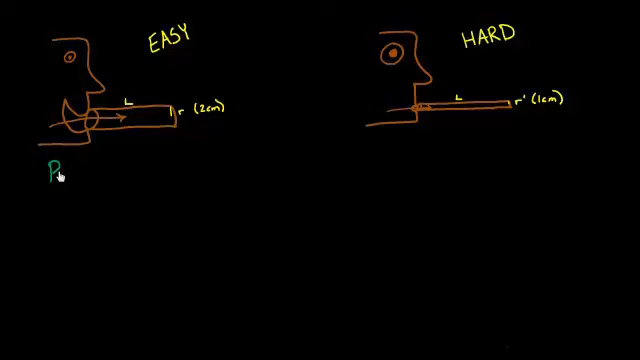 EASY
HARD
L
r (2cm)
L
r' (1cm)
P